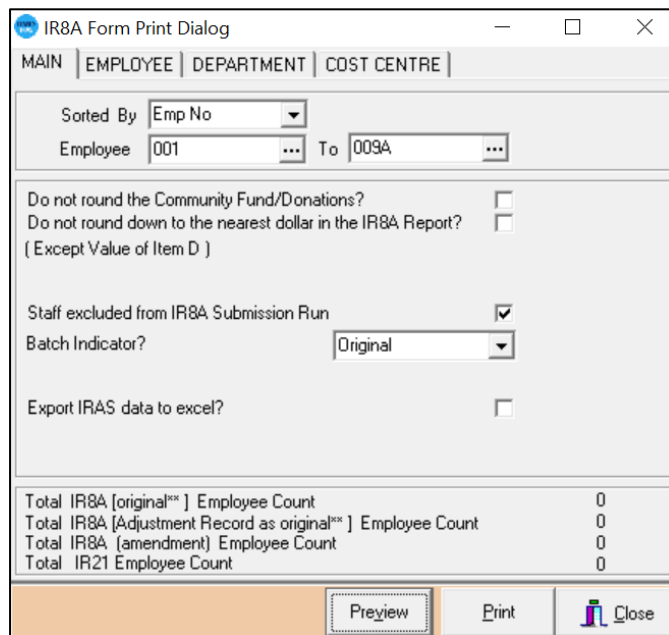 IR8A Form Print Dialog
MAIN EMPLOYEE DEPARTMENT COST CENTRE
Sorted By Emp No
Employee 001 ... To 009A ...
Do not round the Community Fund/Donations?
Do not round down to the nearest dollar in the IR8A Report?
( Except Value of Item D )
Staff excluded from IR8A Submission Run
Batch Indicator? Original
Export IRAS data to excel?
Total IR8A [original** ] Employee Count 0
Total IR8A [Adjustment Record as original** ] Employee Count 0
Total IR8A (amendment) Employee Count 0
Total IR21 Employee Count 0
Preview Print Close